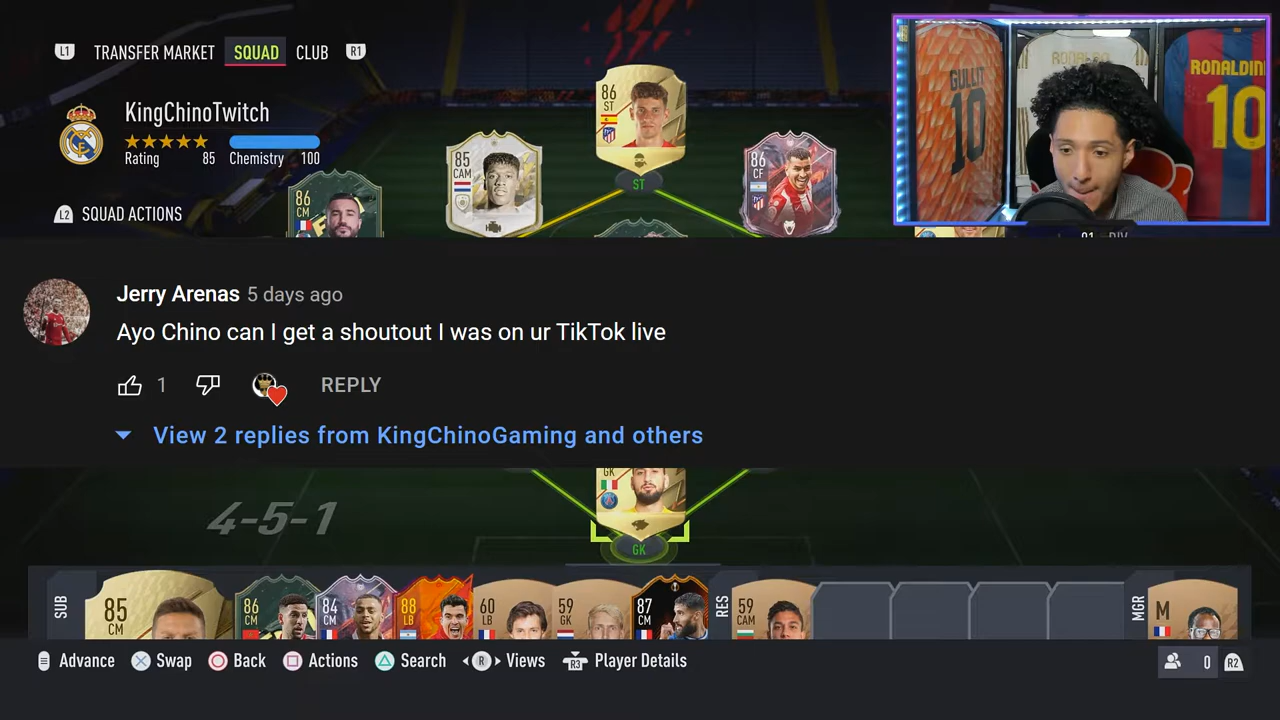 L1 TRANSFER MARKET SQUAD CLUB R1
KingChinoTwitch
Rating 85 Chemistry 100
L2 SQUAD ACTIONS
86
CM
85
CAM
86
ST
ST
86
CF
GULLIT
10
RONALDO
RONALDIN
10
Jerry Arenas 5 days ago
Ayo Chino can I get a shoutout I was on ur TikTok live
1 REPLY
View 2 replies from KingChinoGaming and others
4-5-1
GK
GK
SUB
85
CM
86
CM
84
CM
88
LB
60
LB
59
GK
87
CM
RES
59
CAM
MGR
M
Advance Swap Back Actions Search R Views R3 Player Details
0 R2